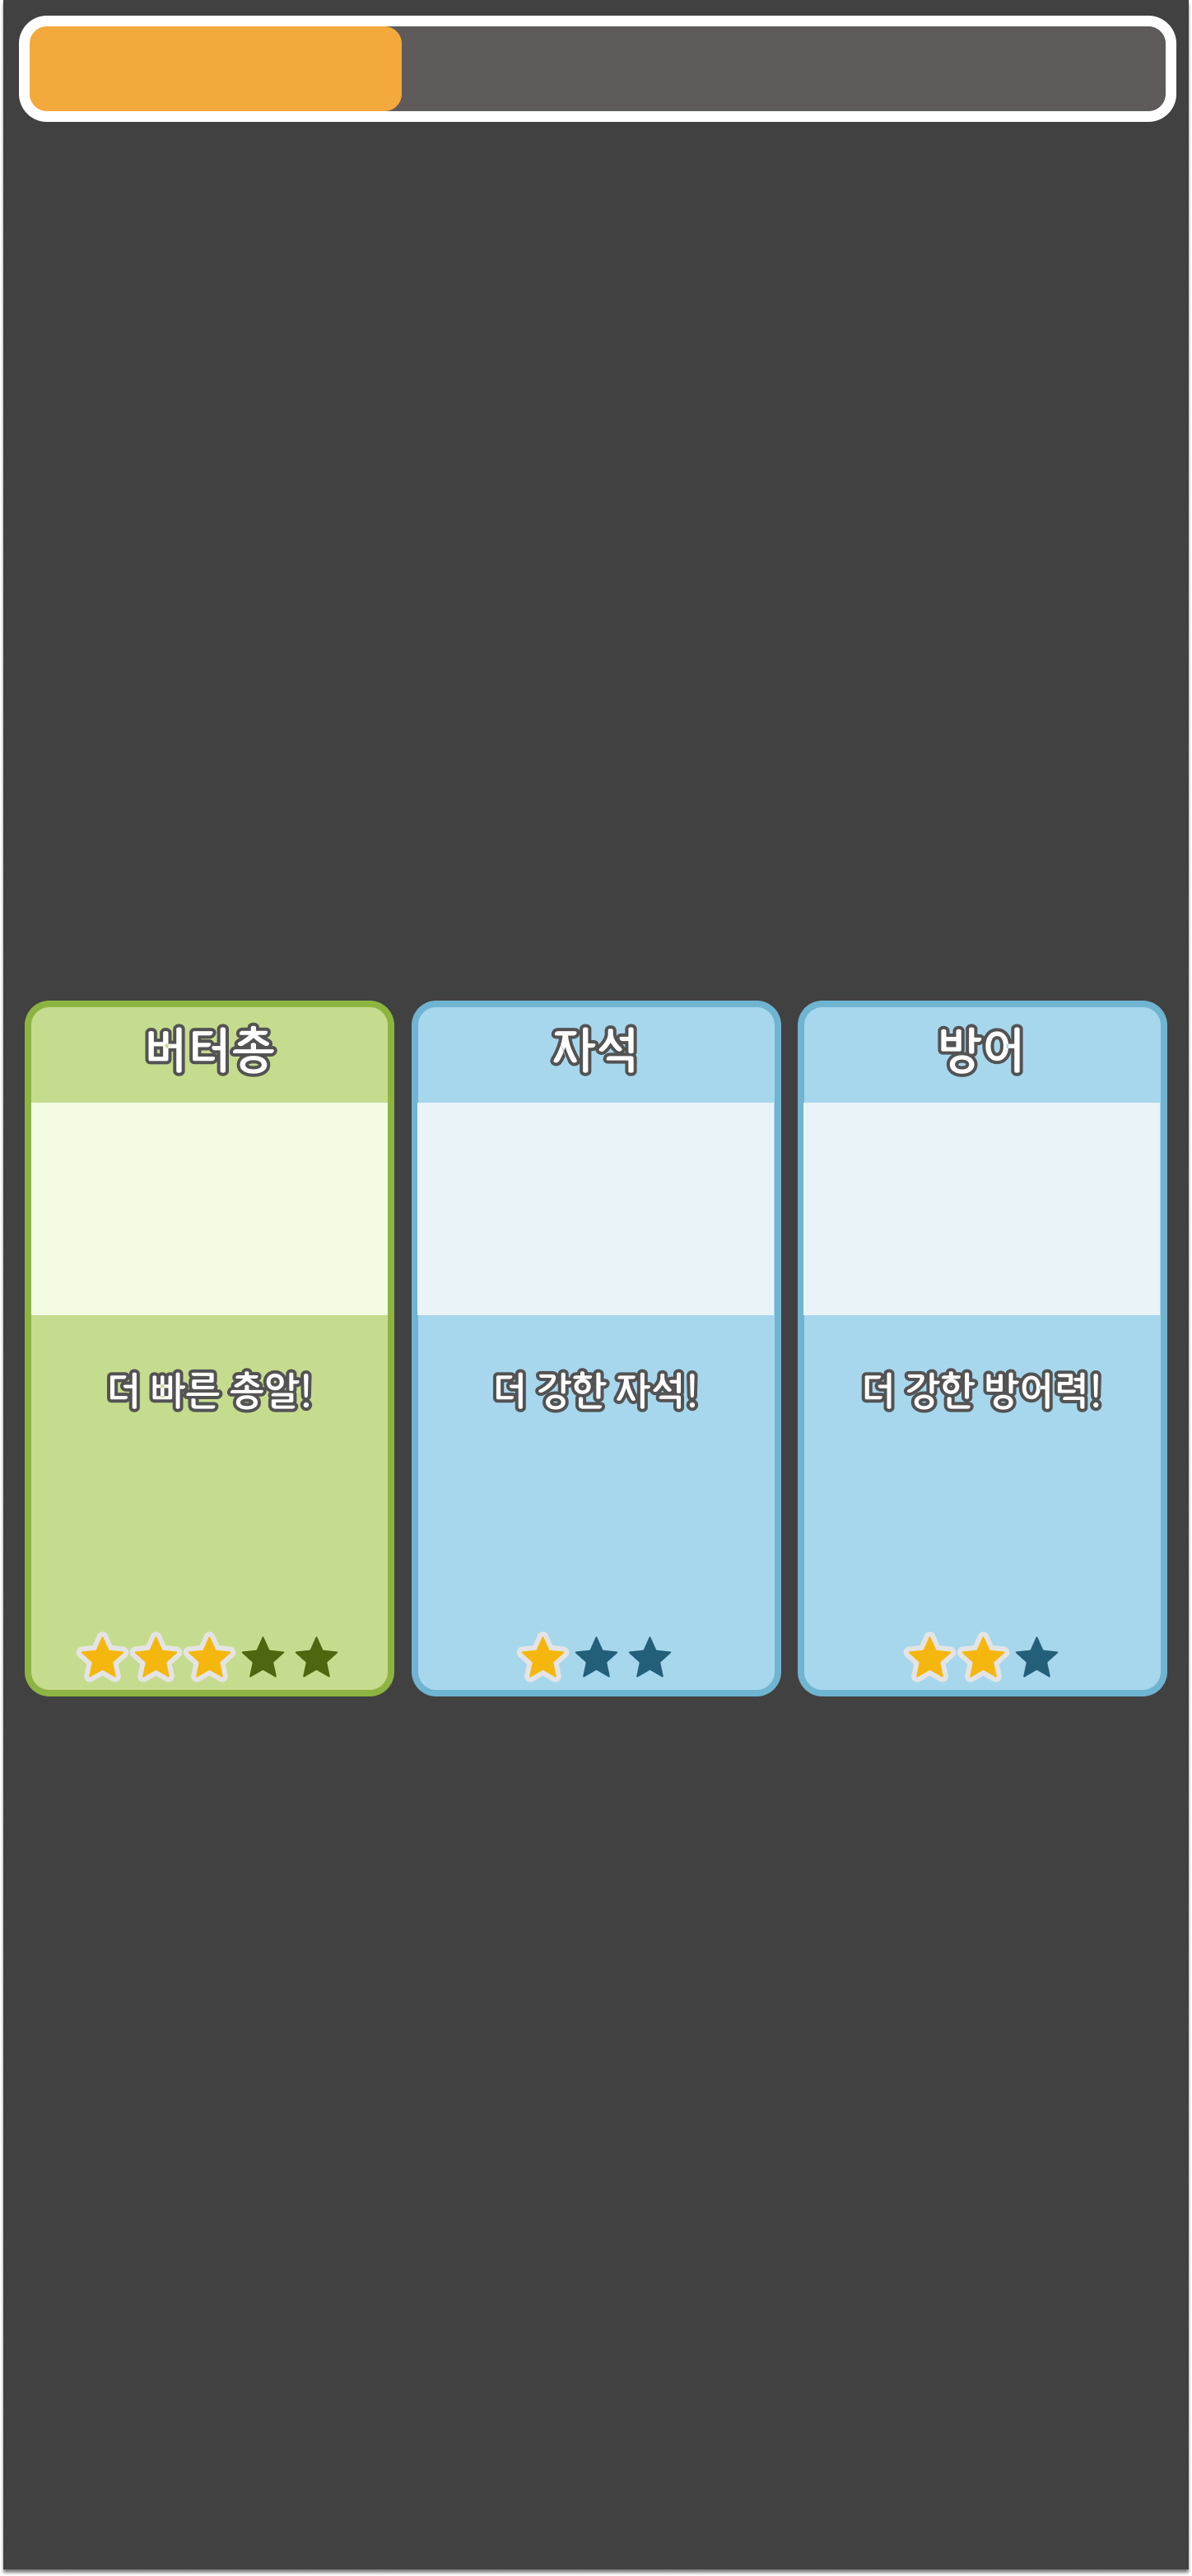 버터총
자석
방어
더 빠른 총알!
더 강한 자석!
더 강한 방어력!